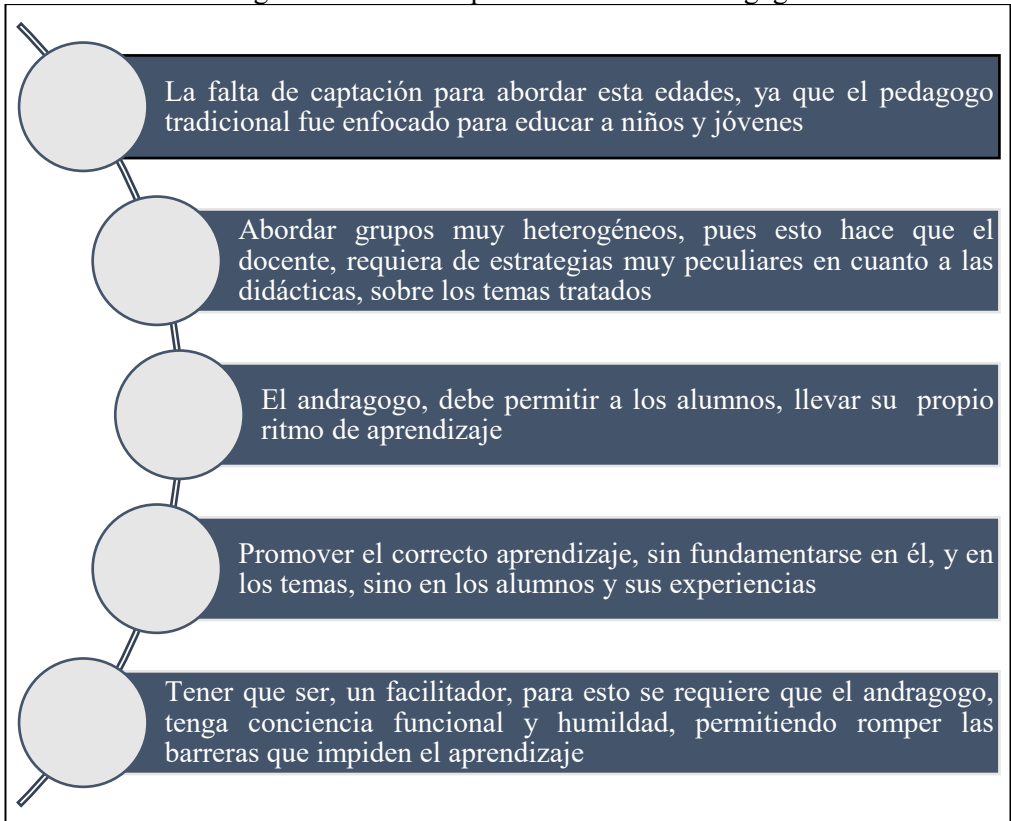 La falta de captación para abordar esta edades, ya que el pedagogo
tradicional fue enfocado para educar a niños y jóvenes
Abordar grupos muy heterogéneos, pues esto hace que el
docente, requiera de estrategias muy peculiares en cuanto a las
didácticas, sobre los temas tratados
El andragogo, debe permitir a los alumnos, llevar su propio
ritmo de aprendizaje
Promover el correcto aprendizaje, sin fundamentarse en él, y en
los temas, sino en los alumnos y sus experiencias
Tener que ser, un facilitador, para esto se requiere que el andragogo,
tenga conciencia funcional y humildad, permitiendo romper las
barreras que impiden el aprendizaje